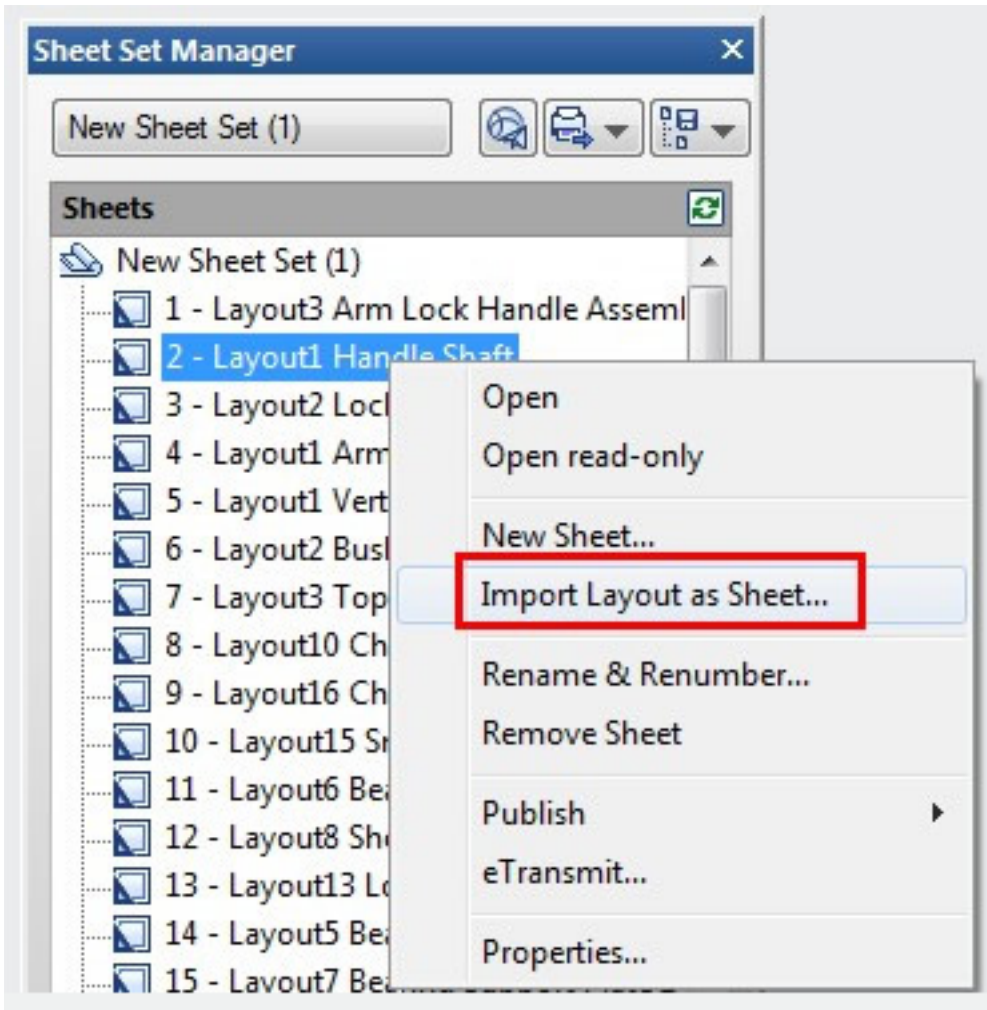 Sheet Set Manager
New Sheet Set (1)
Sheets
New Sheet Set (1)
1 - Layout3 Arm Lock Handle Asseml
2 - Layout1 Handle Shaft
3 - Layout2 Loc
4 - Layout1 Arm
5 - Layout1 Vert
6 - Layout2 Bus
7 - Layout3 Top
8 - Layout10 Ch
9 - Layout16 Ch
10 - Layout15 Sr
11 - Layout6 Be
12 - Layout8 Sh
13 - Layout13 Lo
14 - Layout5 Be
15 - Layout7 Be
Open
Open read-only
New Sheet...
Import Layout as Sheet...
Rename & Renumber...
Remove Sheet
Publish
eTransmit...
Properties...